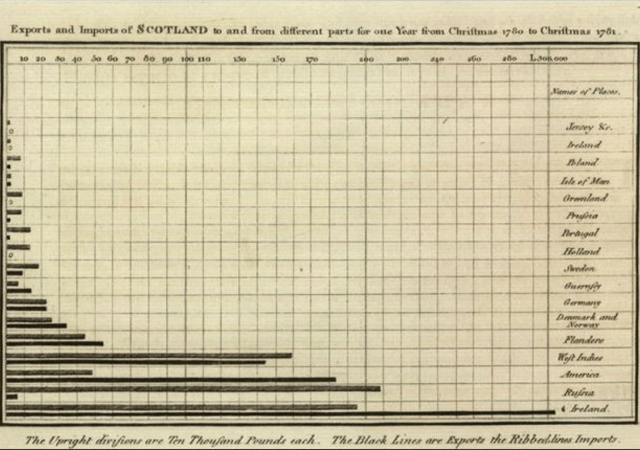 Exports and Imports of SCOTLAND to and from different parts for one Year from Christmas 1780 to Christmas 1781.
10 20 30 40 50 60 70 80 90 100 110 130 150 170 200 220 240 260 280 L300,000
Names of Places.
Jersey &c.
Ireland
Poland
Isle of Man
Greenland
Prussia
Portugal
Holland
Sweden
Guernsey
Germany
Denmark and
Norway
Flanders
West Indies
America
Russia
Ireland.
The Upright divisions are Ten Thousand Pounds each. The Black Lines are Exports the Ribbed lines Imports.